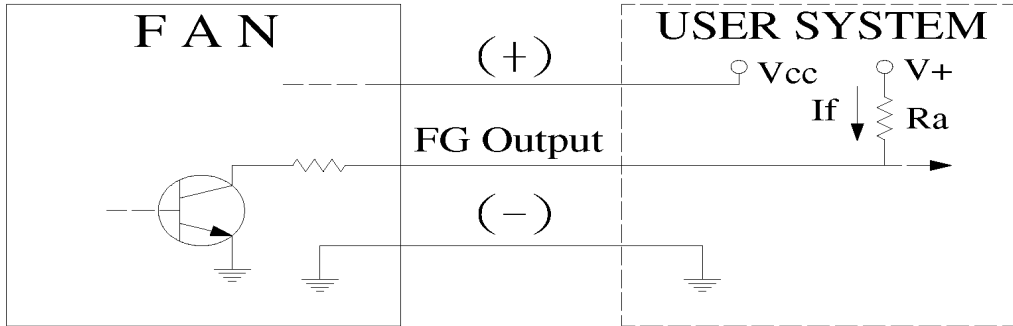 F A N
USER SYSTEM
(+)
Vcc
V+
If
Ra
FG Output
(−)